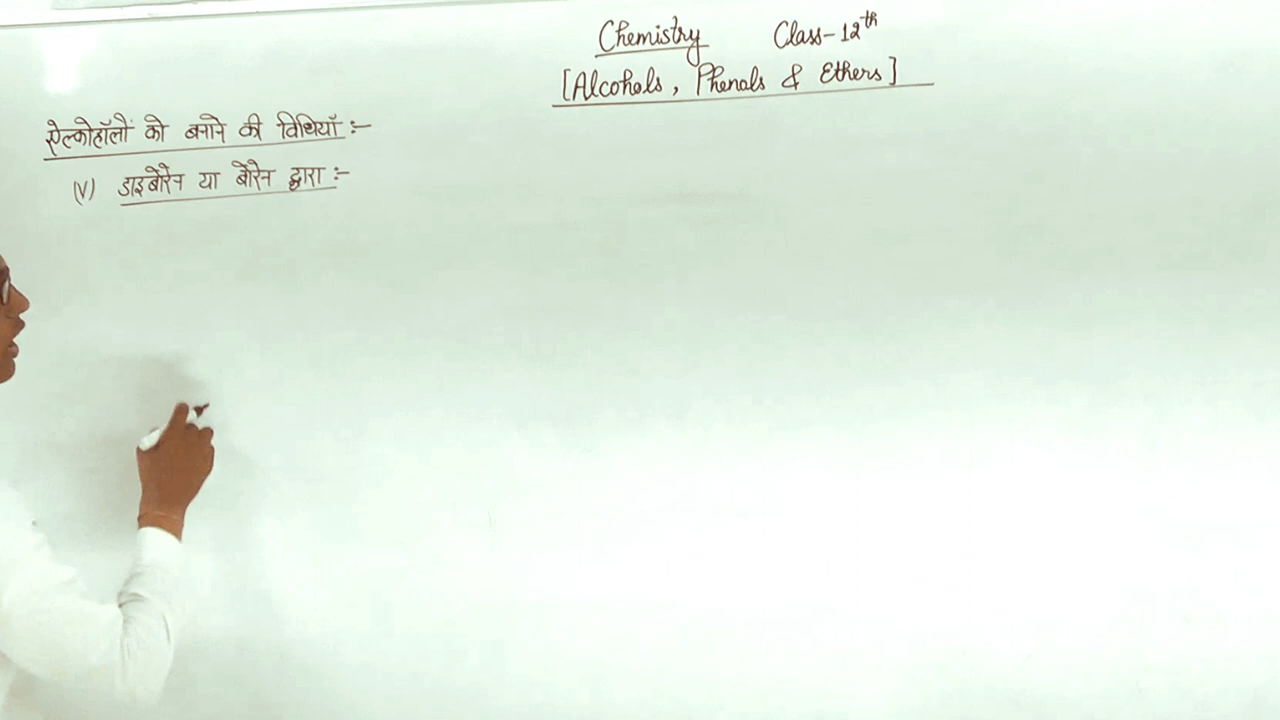 Chemistry Class-12th
[Alcohols, Phenols & Ethers]
ऐल्कोहॉलों को बनाने की विधियाँ :-
(V) डाइबोरेन या बोरेन द्वारा :-